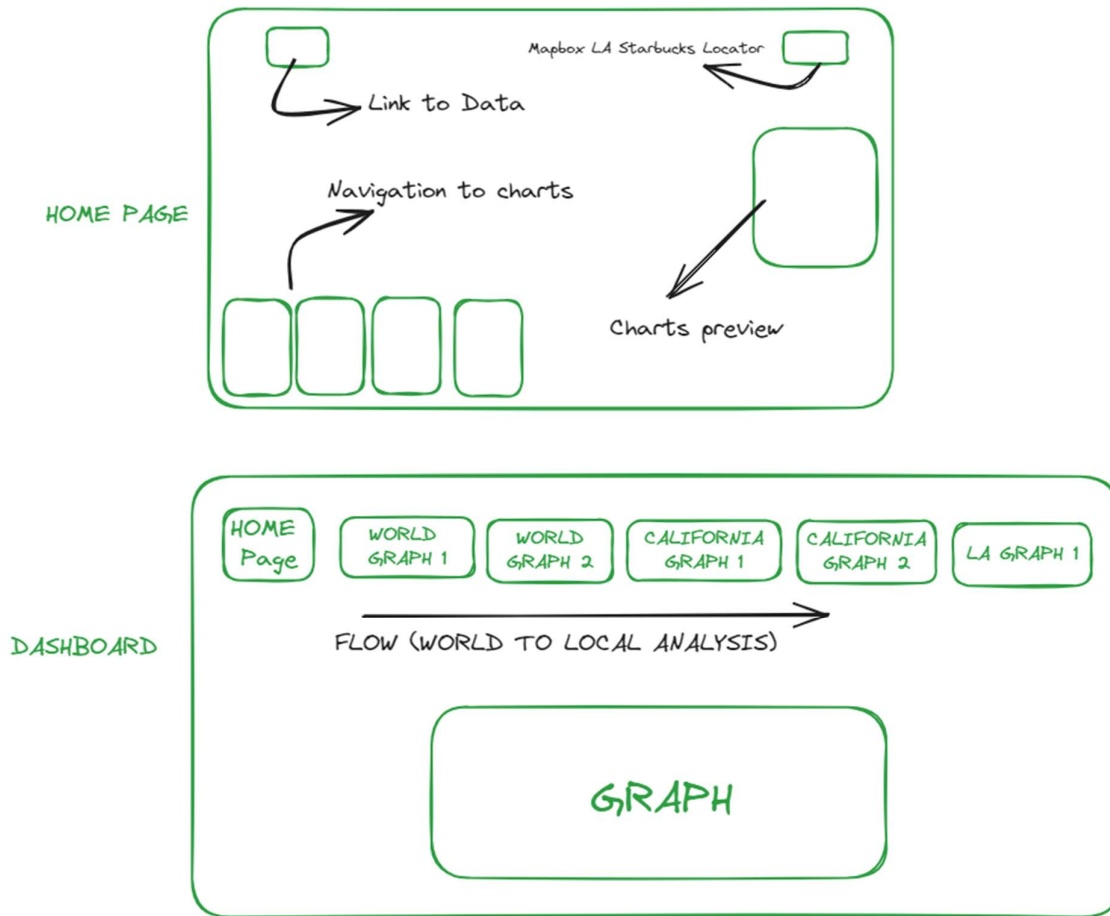 Mapbox LA Starbucks Locator
Link to Data
Navigation to charts
HOME PAGE
Charts preview
HOME
Page
WORLD
GRAPH 1
WORLD
GRAPH 2
CALIFORNIA
GRAPH 1
CALIFORNIA
GRAPH 2
LA GRAPH 1
FLOW (WORLD TO LOCAL ANALYSIS)
DASHBOARD
GRAPH